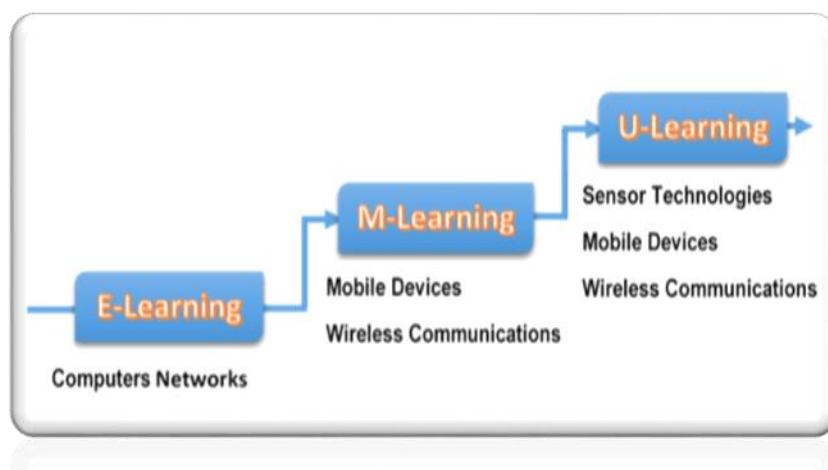 U-Learning
Sensor Technologies
Mobile Devices
Wireless Communications
M-Learning
Mobile Devices
Wireless Communications
E-Learning
Computers Networks